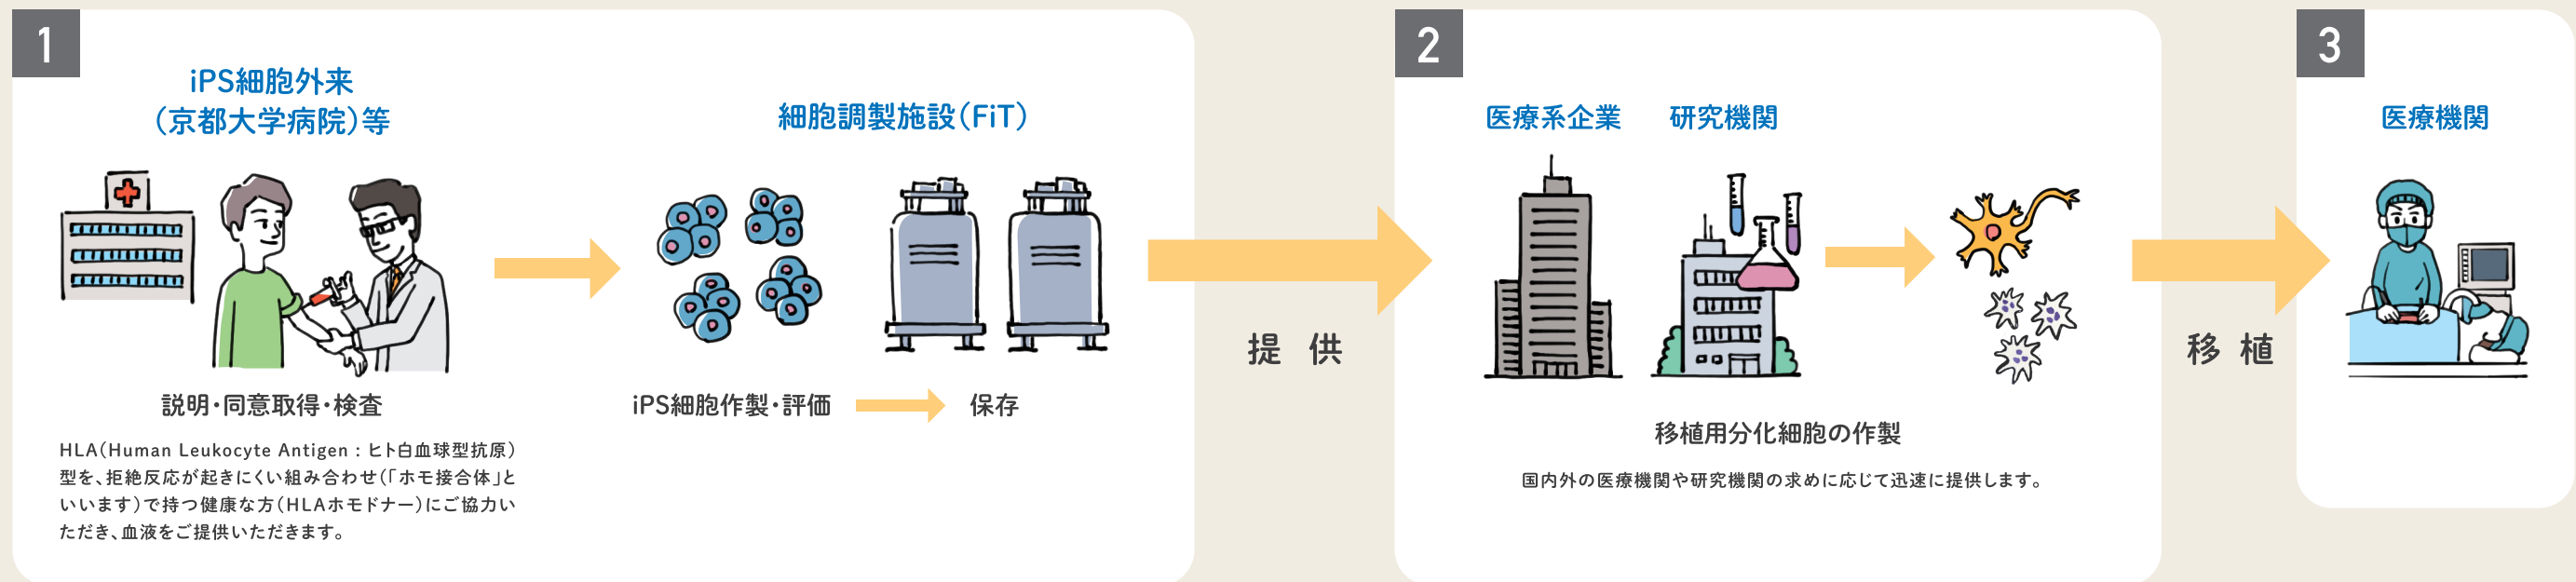 1
iPS細胞外来
（京都大学病院）等
説明・同意取得・検査
HLA（Human Leukocyte Antigen：ヒト白血球型抗原）
型を、拒絶反応が起きにくい組み合わせ（「ホモ接合体」と
いいます）で持つ健康な方（HLAホモドナー）にご協力い
ただき、血液をご提供いただきます。
細胞調製施設（FiT）
iPS細胞作製・評価
保存
提供
2
医療系企業
研究機関
移植用分化細胞の作製
国内外の医療機関や研究機関の求めに応じて迅速に提供します。
移植
3
医療機関